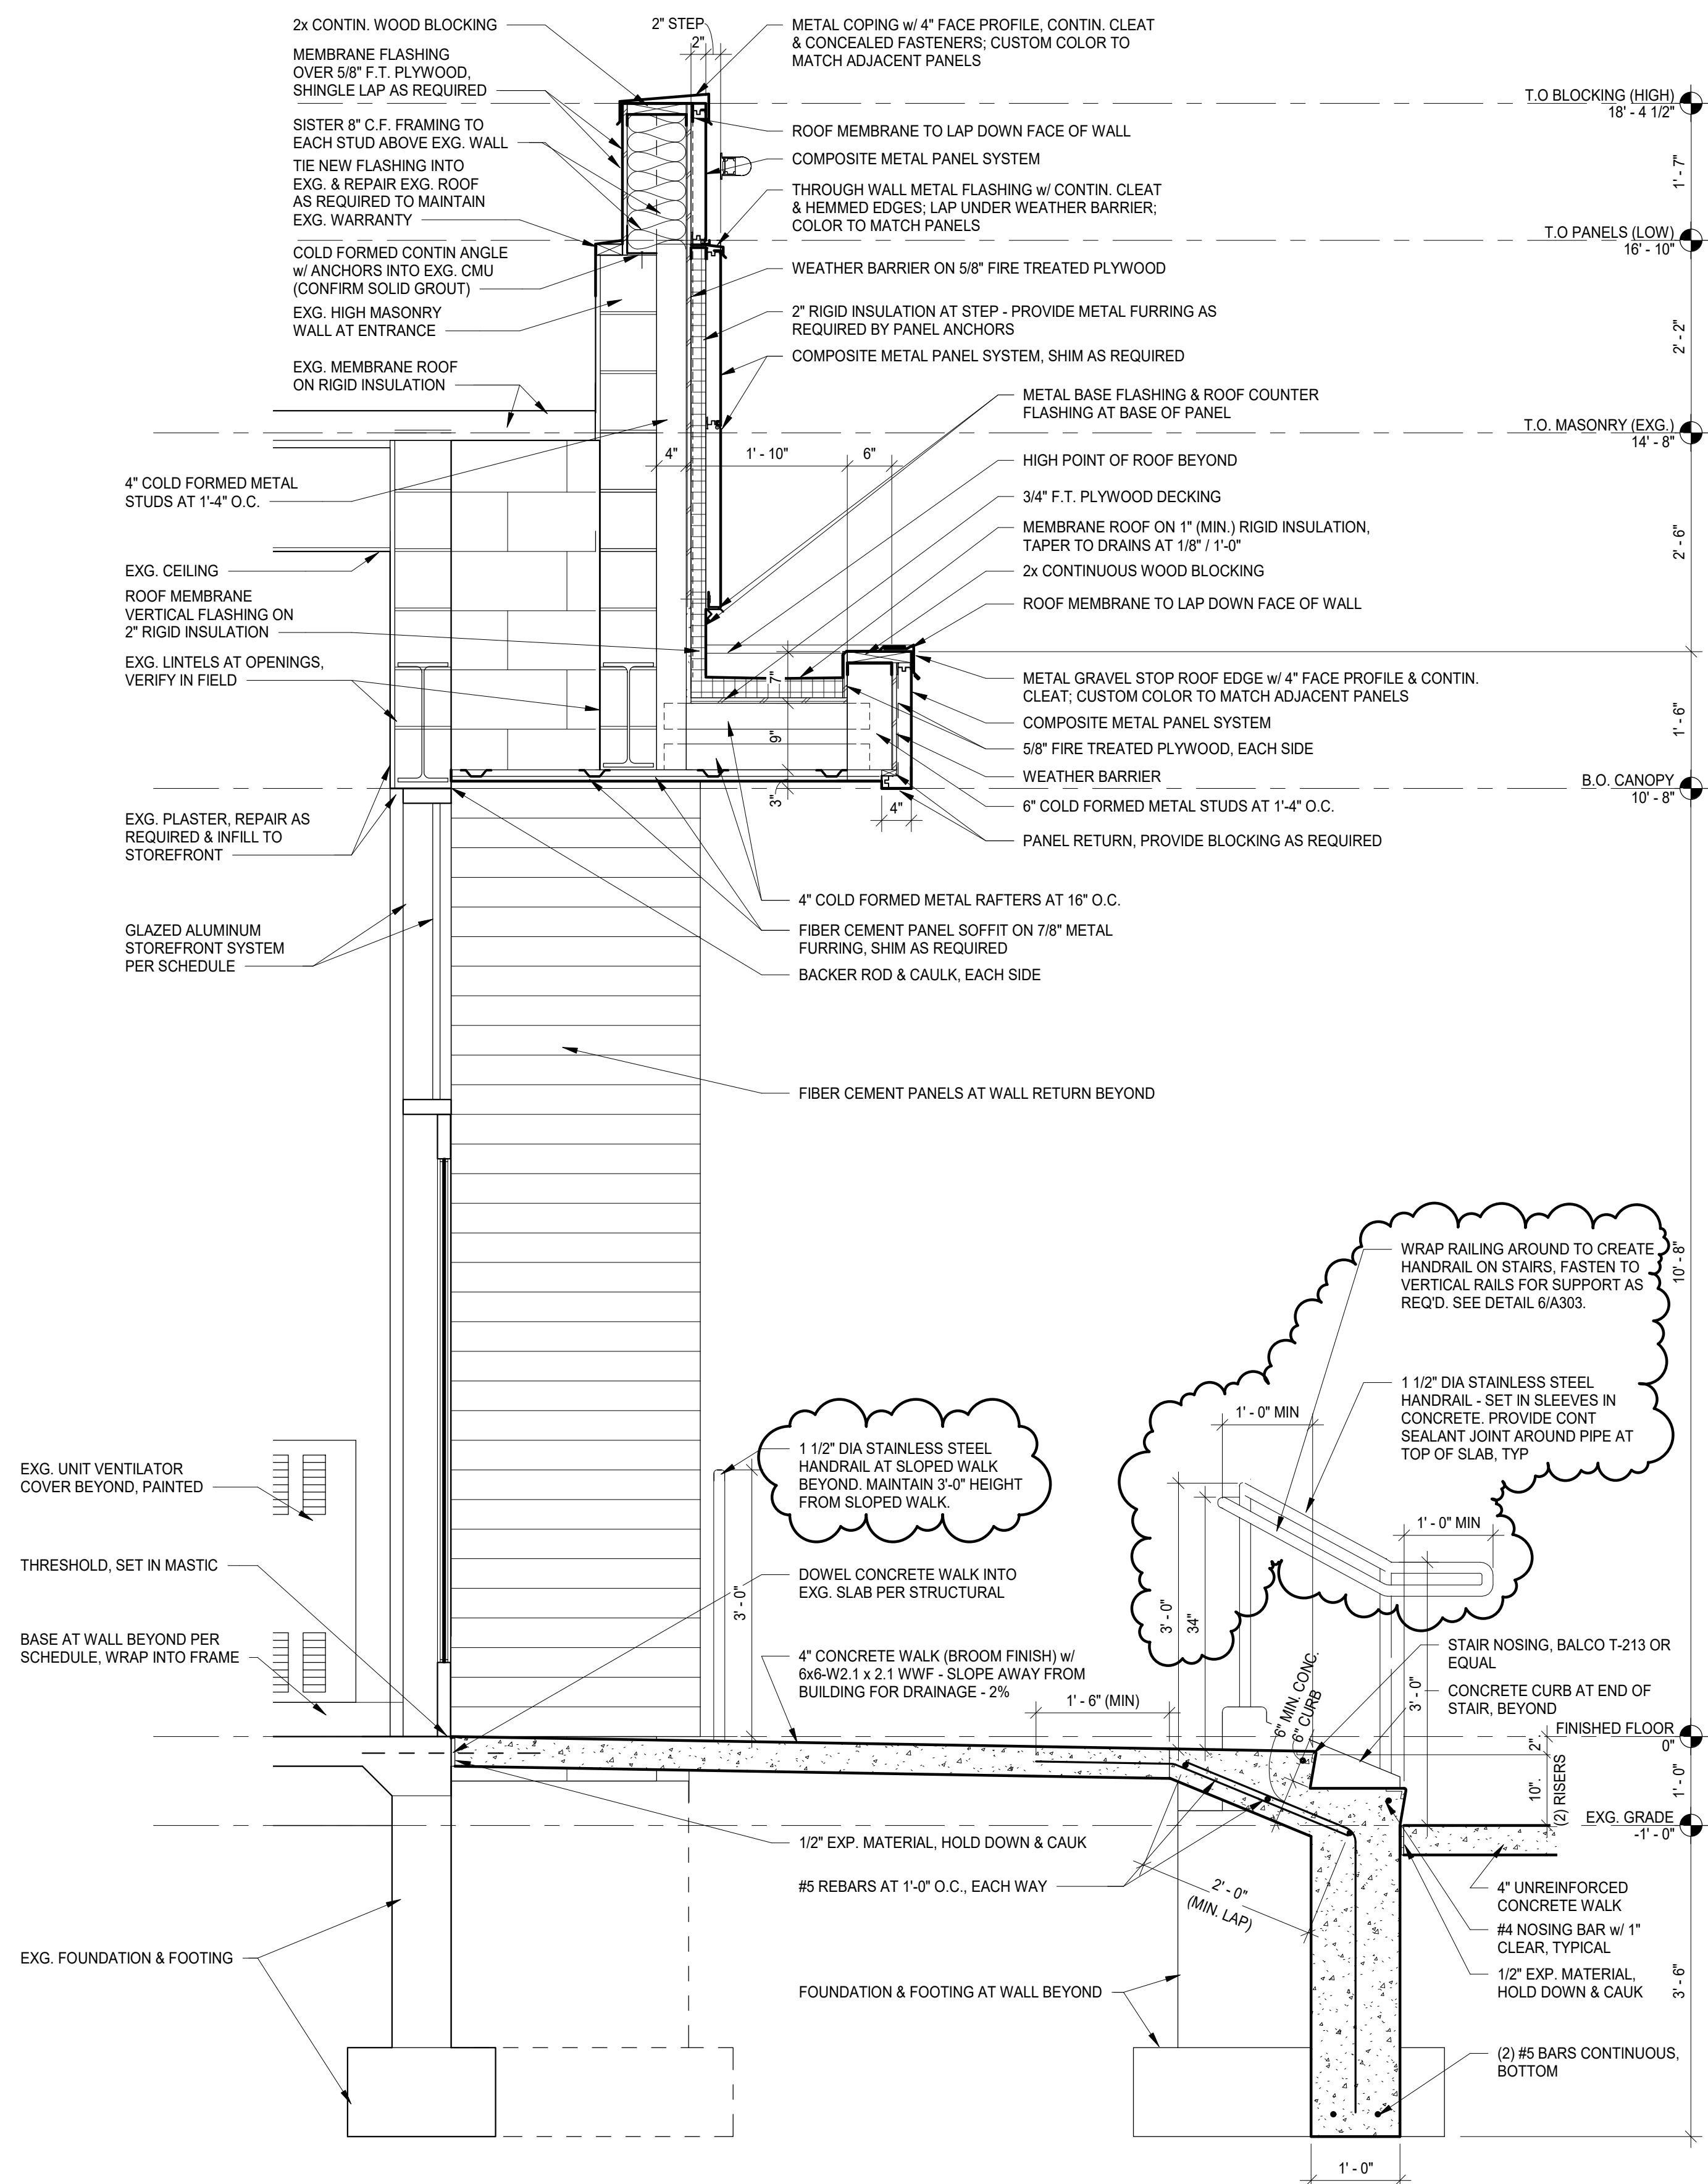 2x CONTIN. WOOD BLOCKING
MEMBRANE FLASHING
OVER 5/8" F.T. PLYWOOD,
SHINGLE LAP AS REQUIRED
SISTER 8" C.F. FRAMING TO
EACH STUD ABOVE EXG. WALL
TIE NEW FLASHING INTO
EXG. & REPAIR EXG. ROOF
AS REQUIRED TO MAINTAIN
EXG. WARRANTY
COLD FORMED CONTIN ANGLE
w/ ANCHORS INTO EXG. CMU
(CONFIRM SOLID GROUT)
EXG. HIGH MASONRY
WALL AT ENTRANCE
EXG. MEMBRANE ROOF
ON RIGID INSULATION
4" COLD FORMED METAL
STUDS AT 1'-4" O.C.
EXG. CEILING
ROOF MEMBRANE
VERTICAL FLASHING ON
2" RIGID INSULATION
EXG. LINTELS AT OPENINGS,
VERIFY IN FIELD
EXG. PLASTER, REPAIR AS
REQUIRED & INFILL TO
STOREFRONT
GLAZED ALUMINUM
STOREFRONT SYSTEM
PER SCHEDULE
EXG. UNIT VENTILATOR
COVER BEYOND, PAINTED
THRESHOLD, SET IN MASTIC
BASE AT WALL BEYOND PER
SCHEDULE, WRAP INTO FRAME
EXG. FOUNDATION & FOOTING
2" STEP
2"
METAL COPING w/ 4" FACE PROFILE, CONTIN. CLEAT
& CONCEALED FASTENERS; CUSTOM COLOR TO
MATCH ADJACENT PANELS
ROOF MEMBRANE TO LAP DOWN FACE OF WALL
COMPOSITE METAL PANEL SYSTEM
THROUGH WALL METAL FLASHING w/ CONTIN. CLEAT
& HEMMED EDGES; LAP UNDER WEATHER BARRIER;
COLOR TO MATCH PANELS
WEATHER BARRIER ON 5/8" FIRE TREATED PLYWOOD
2" RIGID INSULATION AT STEP - PROVIDE METAL FURRING AS
REQUIRED BY PANEL ANCHORS
COMPOSITE METAL PANEL SYSTEM, SHIM AS REQUIRED
METAL BASE FLASHING & ROOF COUNTER
FLASHING AT BASE OF PANEL
4"
1' - 10"
6"
HIGH POINT OF ROOF BEYOND
3/4" F.T. PLYWOOD DECKING
MEMBRANE ROOF ON 1" (MIN.) RIGID INSULATION,
TAPER TO DRAINS AT 1/8" / 1'-0"
2x CONTINUOUS WOOD BLOCKING
ROOF MEMBRANE TO LAP DOWN FACE OF WALL
METAL GRAVEL STOP ROOF EDGE w/ 4" FACE PROFILE & CONTIN.
CLEAT; CUSTOM COLOR TO MATCH ADJACENT PANELS
COMPOSITE METAL PANEL SYSTEM
5/8" FIRE TREATED PLYWOOD, EACH SIDE
WEATHER BARRIER
6" COLD FORMED METAL STUDS AT 1'-4" O.C.
PANEL RETURN, PROVIDE BLOCKING AS REQUIRED
7"
9"
3"
4"
4" COLD FORMED METAL RAFTERS AT 16" O.C.
FIBER CEMENT PANEL SOFFIT ON 7/8" METAL
FURRING, SHIM AS REQUIRED
BACKER ROD & CAULK, EACH SIDE
FIBER CEMENT PANELS AT WALL RETURN BEYOND
1 1/2" DIA STAINLESS STEEL
HANDRAIL AT SLOPED WALK
BEYOND. MAINTAIN 3'-0" HEIGHT
FROM SLOPED WALK.
3' - 0"
DOWEL CONCRETE WALK INTO
EXG. SLAB PER STRUCTURAL
4" CONCRETE WALK (BROOM FINISH) w/
6x6-W2.1 x 2.1 WWF - SLOPE AWAY FROM
BUILDING FOR DRAINAGE - 2%
1' - 6" (MIN)
1/2" EXP. MATERIAL, HOLD DOWN & CAUK
#5 REBARS AT 1'-0" O.C., EACH WAY
2' - 0"
(MIN. LAP)
FOUNDATION & FOOTING AT WALL BEYOND
1' - 0"
WRAP RAILING AROUND TO CREATE
HANDRAIL ON STAIRS, FASTEN TO
VERTICAL RAILS FOR SUPPORT AS
REQ'D. SEE DETAIL 6/A303.
1 1/2" DIA STAINLESS STEEL
HANDRAIL - SET IN SLEEVES IN
CONCRETE. PROVIDE CONT
SEALANT JOINT AROUND PIPE AT
TOP OF SLAB, TYP
1' - 0" MIN
1' - 0" MIN
3' - 0"
34"
6" MIN. CONC.
6" CURB
3' - 0"
STAIR NOSING, BALCO T-213 OR
EQUAL
CONCRETE CURB AT END OF
STAIR, BEYOND
4" UNREINFORCED
CONCRETE WALK
#4 NOSING BAR w/ 1"
CLEAR, TYPICAL
1/2" EXP. MATERIAL,
HOLD DOWN & CAUK
(2) #5 BARS CONTINUOUS,
BOTTOM
T.O BLOCKING (HIGH)
18' - 4 1/2"
1' - 7"
T.O PANELS (LOW)
16' - 10"
2' - 2"
T.O. MASONRY (EXG.)
14' - 8"
2' - 6"
1' - 6"
B.O. CANOPY
10' - 8"
10' - 8"
FINISHED FLOOR
0"
2"
10".
(2) RISERS
1' - 0"
EXG. GRADE
-1' - 0"
3' - 6"